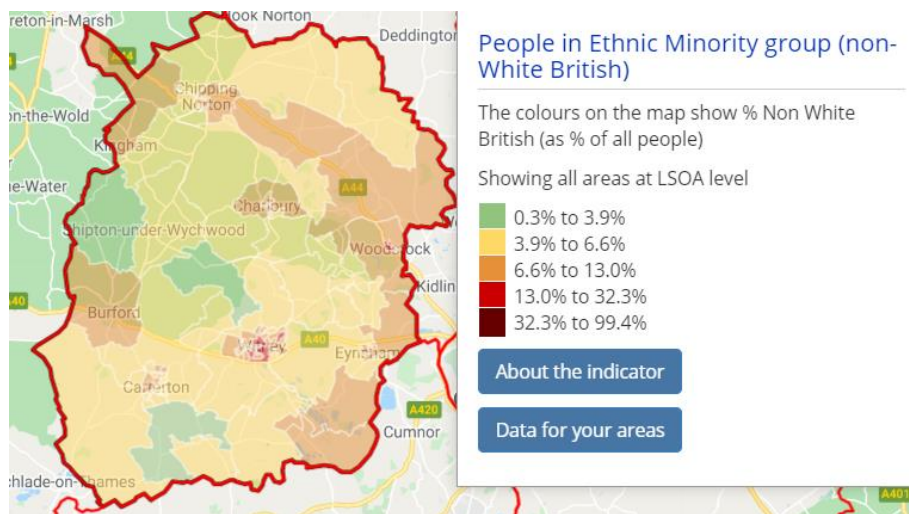 reton-in-Marsh
Hook Norton
Deddington
A44
on-the-Wold
Chipping
Norton
Kingham
e-Water
A44
Charlbury
Shipton-under-Wychwood
Woodstock
Kidlin
A40
Burford
A40
Witney
Eynsham
Carterton
A420
Cumnor
chlade-on-Thames
People in Ethnic Minority group (non-
White British)
The colours on the map show % Non White
British (as % of all people)
Showing all areas at LSOA level
0.3% to 3.9%
3.9% to 6.6%
6.6% to 13.0%
13.0% to 32.3%
32.3% to 99.4%
About the indicator
Data for your areas
A401